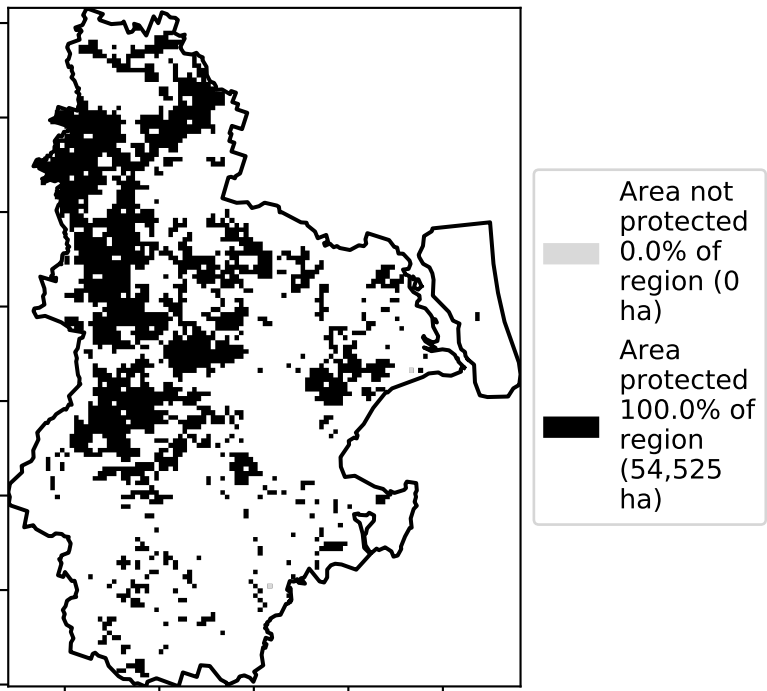 Area not
protected
0.0% of
region (0
ha)
Area
protected
100.0% of
region
(54,525
ha)